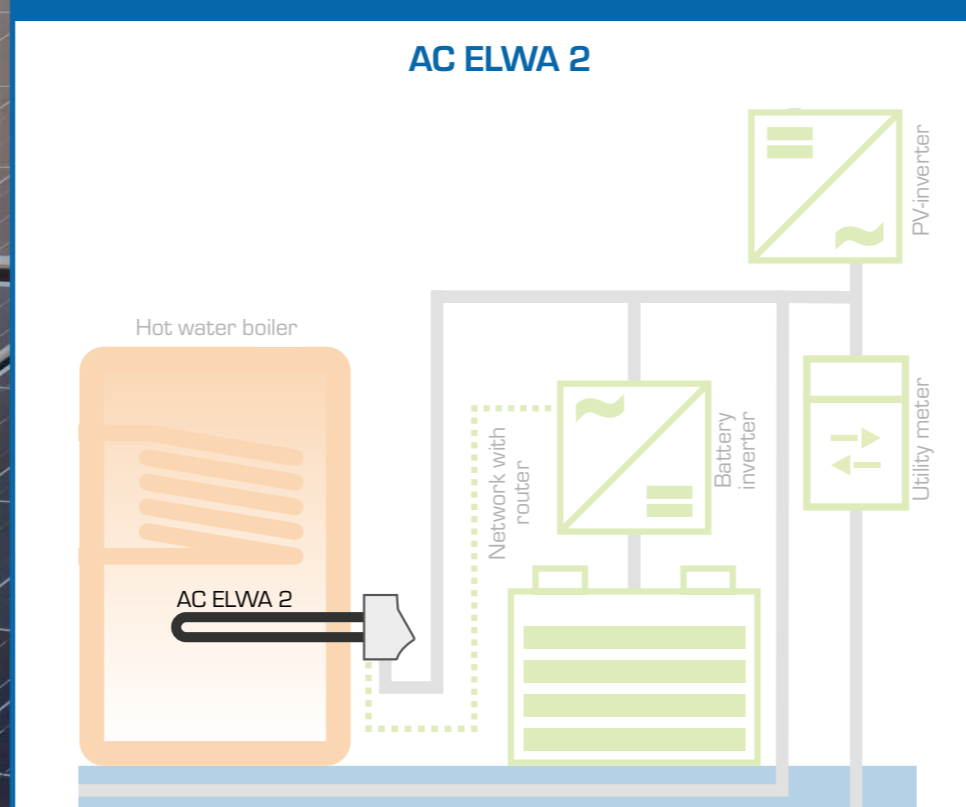 AC ELWA 2
PV-inverter
Hot water boiler
Network with
router
Battery
inverter
Utility meter
AC ELWA 2